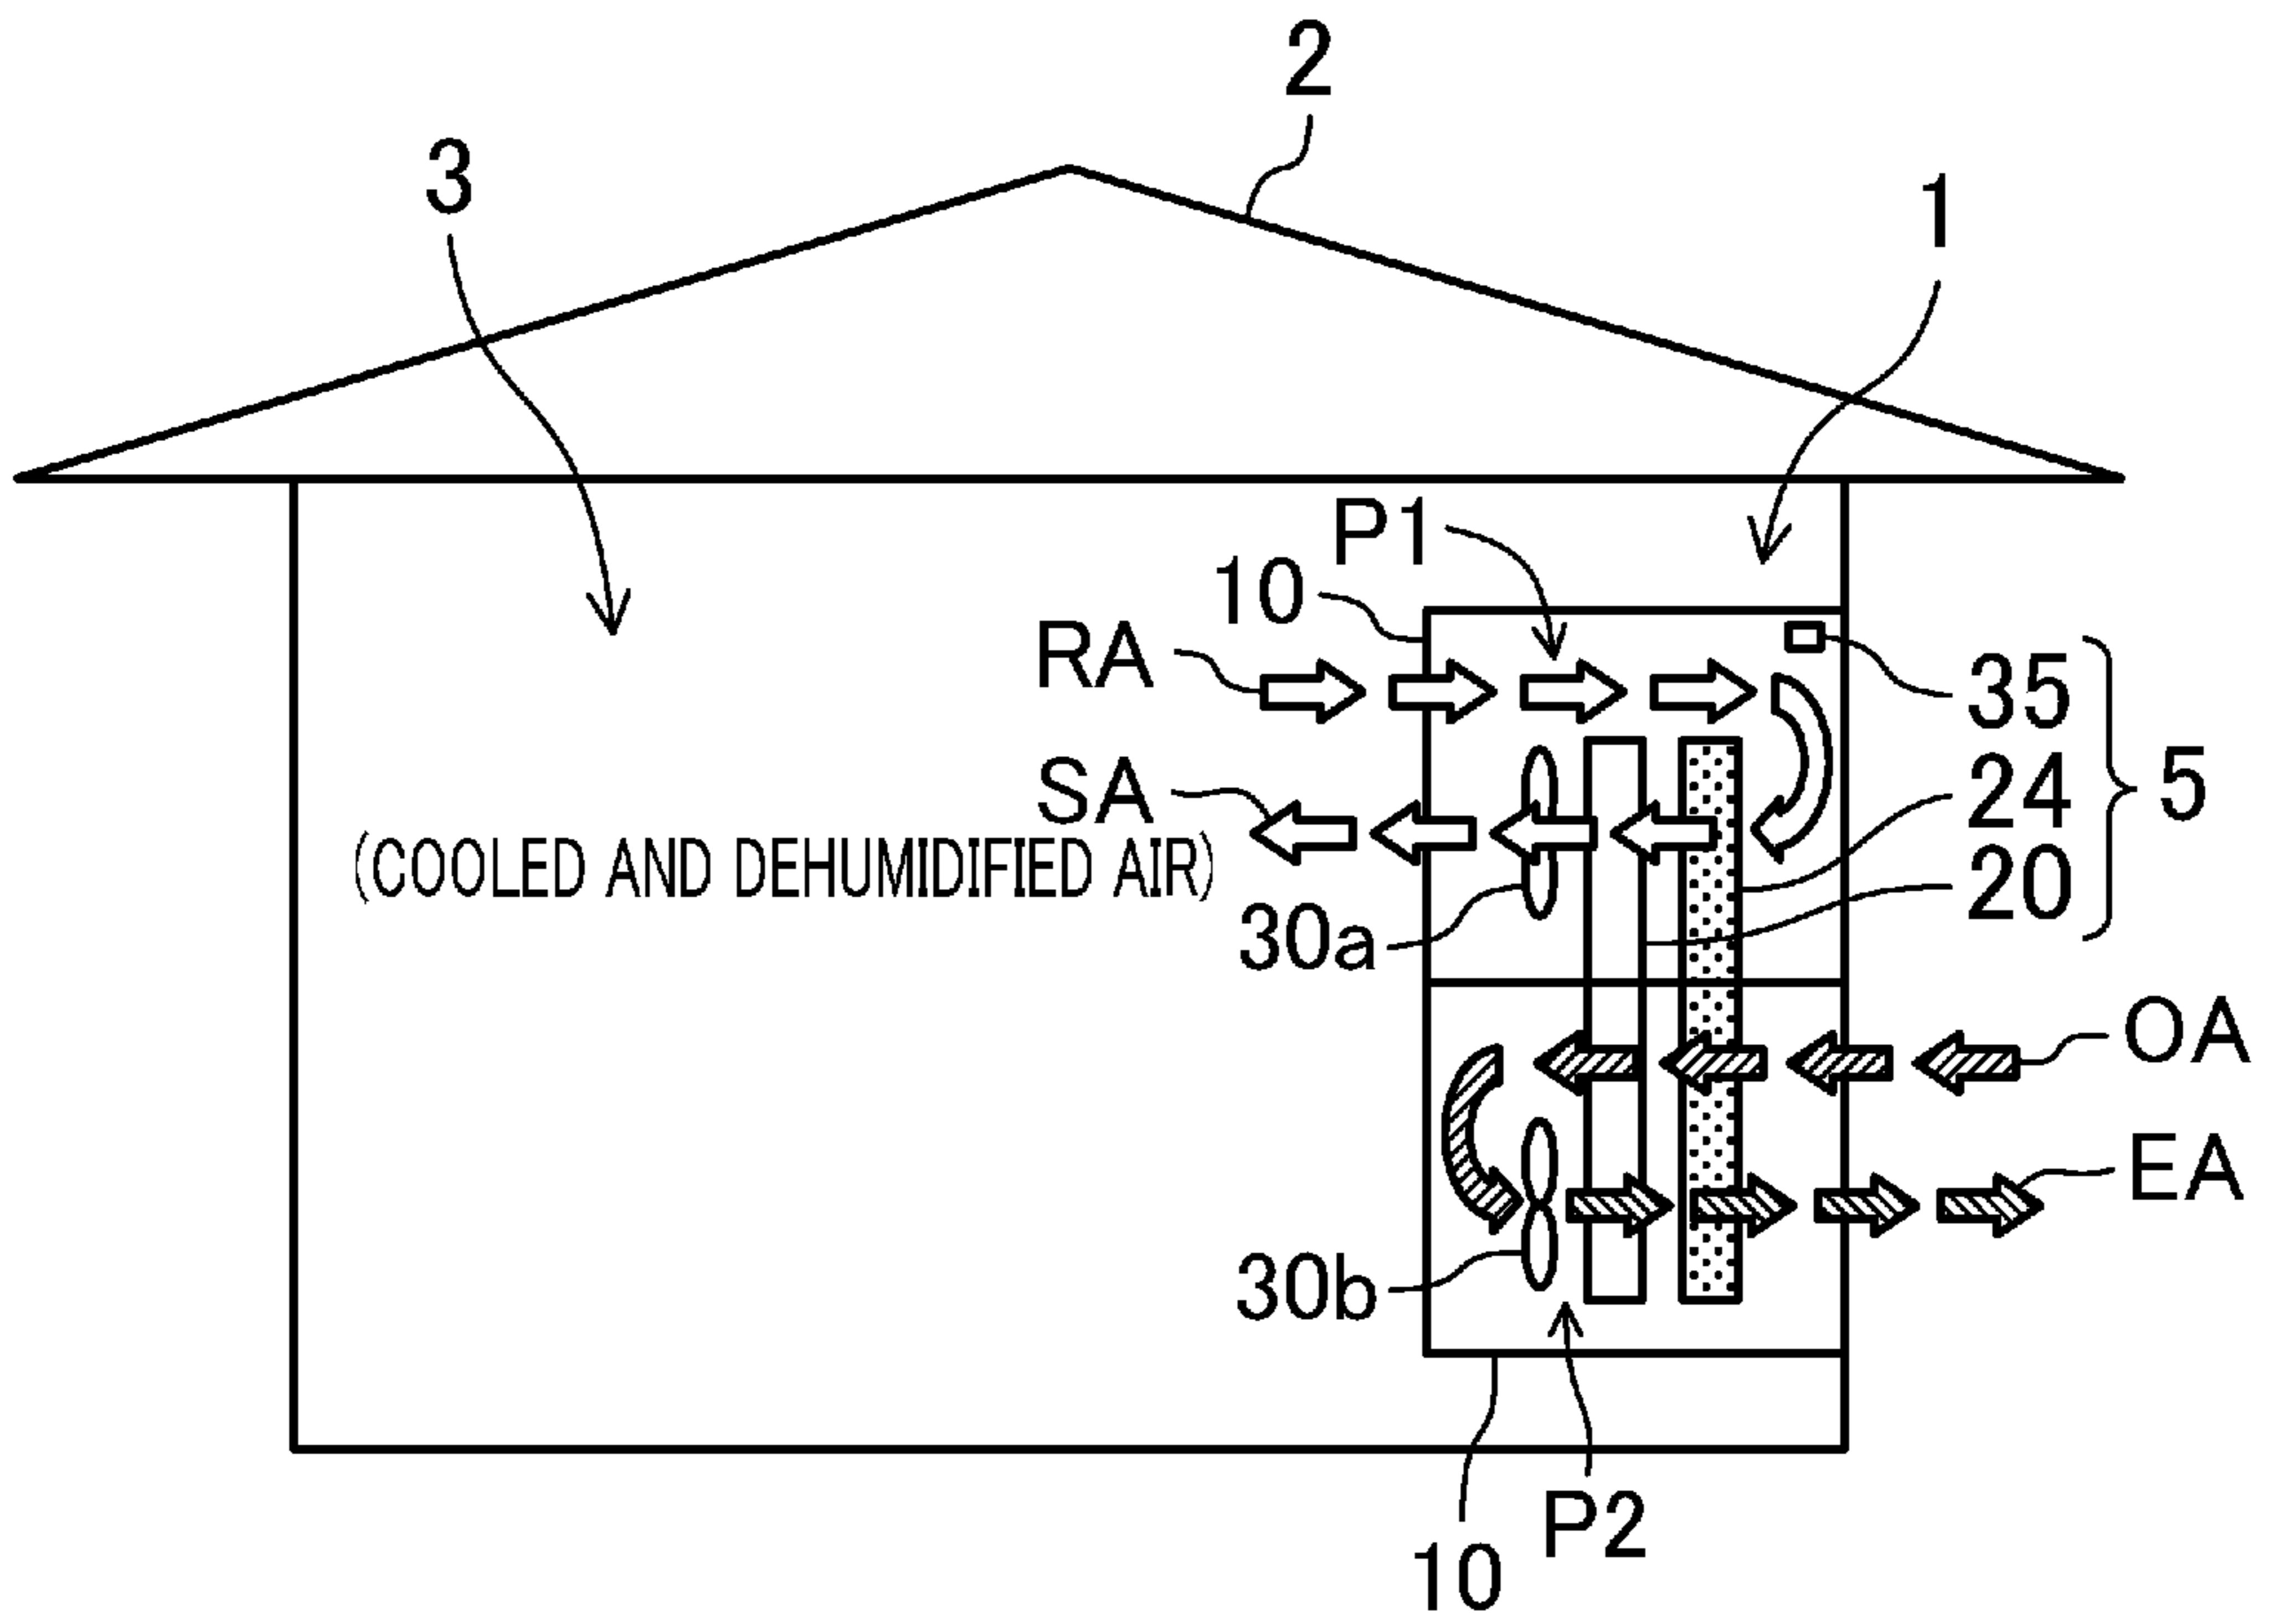 2
3
1
P1
10
RA
35
SA
24
5
(COOLED AND DEHUMIDIFIED AIR)
20
30a
OA
EA
30b
P2
10